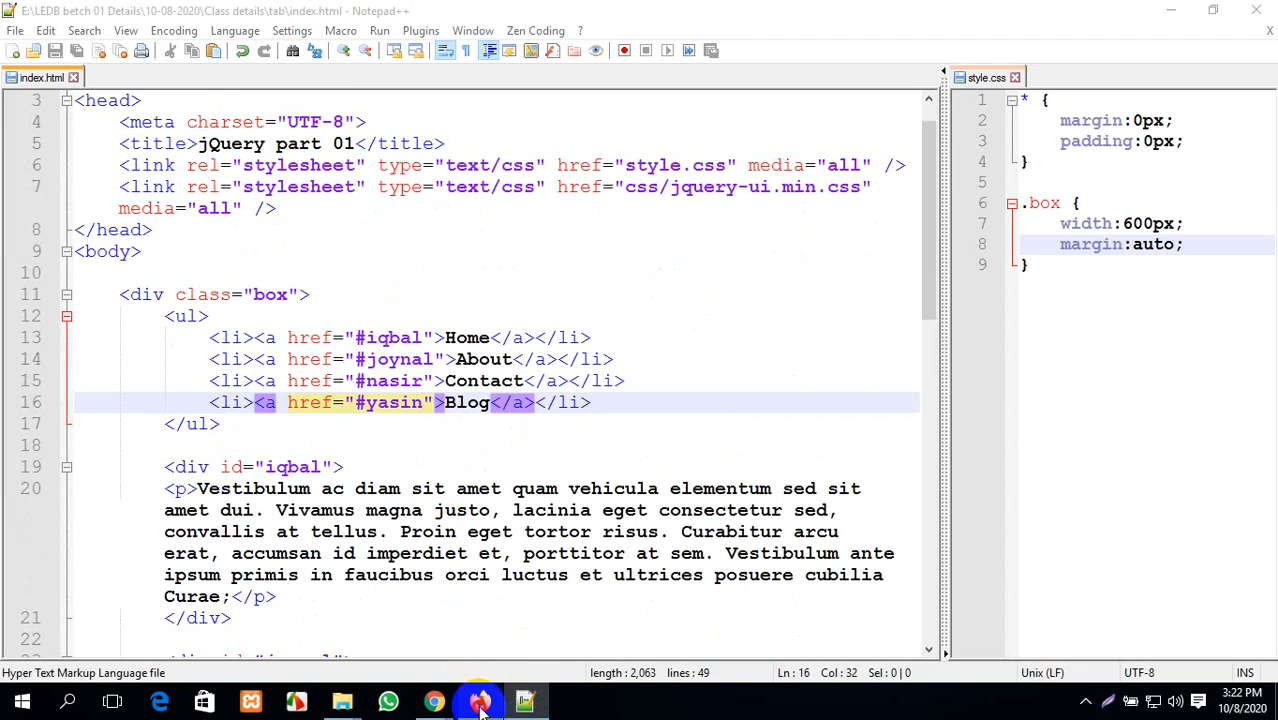 E:\LEDB betch 01 Details\10-08-2020\Class details\tab\index.html - Notepad++
File Edit Search View Encoding Language Settings Macro Run Plugins Window Zen Coding ? X
index.html
3 <head>
4 <meta charset="UTF-8">
5 <title>jQuery part 01</title>
6 <link rel="stylesheet" type="text/css" href="style.css" media="all" />
7 <link rel="stylesheet" type="text/css" href="css/jquery-ui.min.css"
media="all" />
8 </head>
9 <body>
10
11 <div class="box">
12 <ul>
13 <li><a href="#iqbal">Home</a></li>
14 <li><a href="#joynal">About</a></li>
15 <li><a href="#nasir">Contact</a></li>
16 <li><a href="#yasin">Blog</a></li>
17 </ul>
18
19 <div id="iqbal">
20 <p>Vestibulum ac diam sit amet quam vehicula elementum sed sit
amet dui. Vivamus magna justo, lacinia eget consectetur sed,
convallis at tellus. Proin eget tortor risus. Curabitur arcu
erat, accumsan id imperdiet et, porttitor at sem. Vestibulum ante
ipsum primis in faucibus orci luctus et ultrices posuere cubilia
Curae;</p>
21 </div>
22
style.css
1 * {
2 margin:0px;
3 padding:0px;
4 }
5
6 .box {
7 width:600px;
8 margin:auto;
9 }
Hyper Text Markup Language file length : 2,063 lines : 49 Ln : 16 Col : 32 Sel : 0 | 0 Unix (LF) UTF-8 INS
3:22 PM
10/8/2020